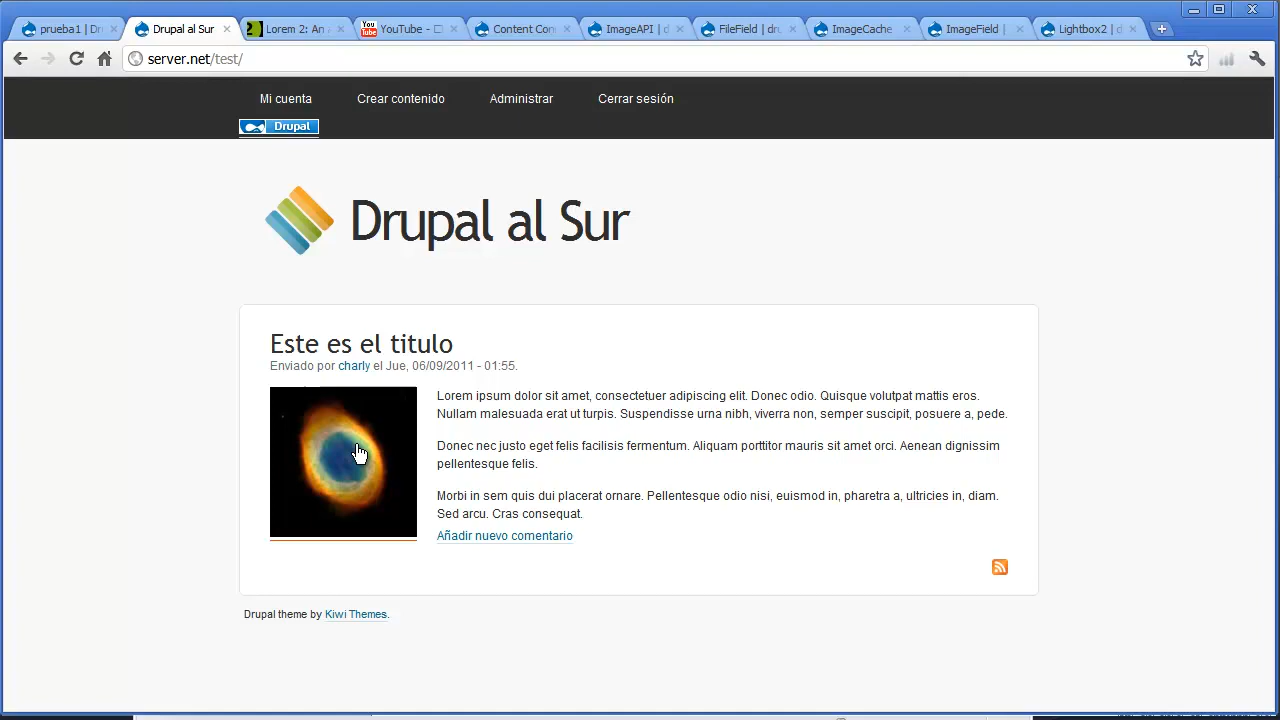 prueba1 | Dr
Drupal al Sur
Lorem 2: An
You Tube
YouTube -
Content Con
ImageAPI | d
FileField | dru
ImageCache
ImageField |
Lightbox2 | d
server.net/test/
Mi cuenta
Crear contenido
Administrar
Cerrar sesión
Drupal
Drupal al Sur
Este es el titulo
Enviado por charly el Jue, 06/09/2011 - 01:55.
Lorem ipsum dolor sit amet, consectetuer adipiscing elit. Donec odio. Quisque volutpat mattis eros.
Nullam malesuada erat ut turpis. Suspendisse urna nibh, viverra non, semper suscipit, posuere a, pede.
Donec nec justo eget felis facilisis fermentum. Aliquam porttitor mauris sit amet orci. Aenean dignissim
pellentesque felis.
Morbi in sem quis dui placerat ornare. Pellentesque odio nisi, euismod in, pharetra a, ultricies in, diam.
Sed arcu. Cras consequat.
Añadir nuevo comentario
Drupal theme by Kiwi Themes.